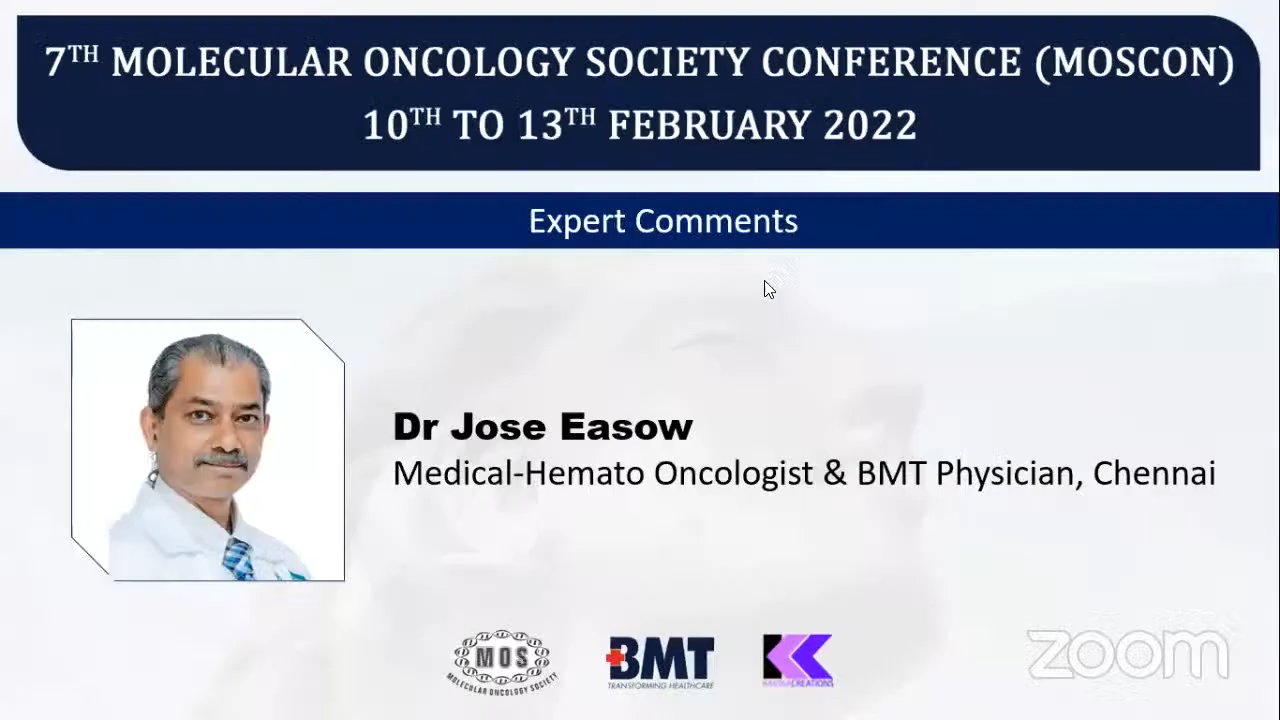 7TH MOLECULAR ONCOLOGY SOCIETY CONFERENCE (MOSCON)
10TH TO 13TH FEBRUARY 2022
Expert Comments
Dr Jose Easow
Medical-Hemato Oncologist & BMT Physician, Chennai
MOS
MOLECULAR ONCOLOGY SOCIETY
BMT
TRANSFORMING HEALTHCARE
CREATIONS
zoom